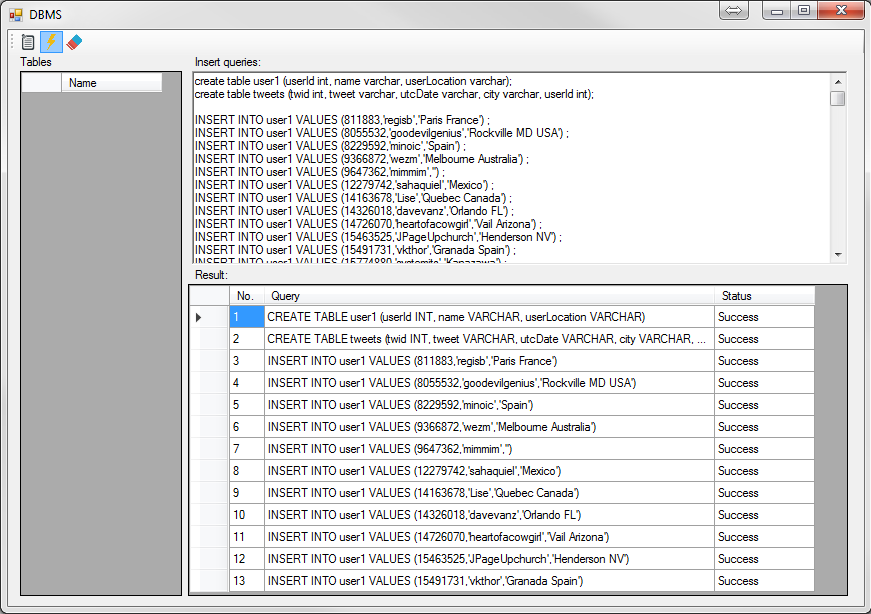 DBMS
Tables
Name
Insert queries:
create table user1 (userId int, name varchar, userLocation varchar);
create table tweets (twid int, tweet varchar, utcDate varchar, city varchar, userId int);
INSERT INTO user1 VALUES (811883,'regisb','Paris France') ;
INSERT INTO user1 VALUES (8055532,'goodevilgenius','Rockville MD USA') ;
INSERT INTO user1 VALUES (8229592,'minoic','Spain') ;
INSERT INTO user1 VALUES (9366872,'wezm','Melbourne Australia') ;
INSERT INTO user1 VALUES (9647362,'mimmim','') ;
INSERT INTO user1 VALUES (12279742,'sahaquiel','Mexico') ;
INSERT INTO user1 VALUES (14163678,'Lise','Quebec Canada') ;
INSERT INTO user1 VALUES (14326018,'davevanz','Orlando FL') ;
INSERT INTO user1 VALUES (14726070,'heartofacowgirl','Vail Arizona') ;
INSERT INTO user1 VALUES (15463525,'JPageUpchurch','Henderson NV') ;
INSERT INTO user1 VALUES (15491731,'vkthor','Granada Spain') ;
INSERT INTO user1 VALUES
Result:
No. Query Status
1 CREATE TABLE user1 (userId INT, name VARCHAR, userLocation VARCHAR) Success
2 CREATE TABLE tweets (twid INT, tweet VARCHAR, utcDate VARCHAR, city VARCHAR, ... Success
3 INSERT INTO user1 VALUES (811883,'regisb','Paris France') Success
4 INSERT INTO user1 VALUES (8055532,'goodevilgenius','Rockville MD USA') Success
5 INSERT INTO user1 VALUES (8229592,'minoic','Spain') Success
6 INSERT INTO user1 VALUES (9366872,'wezm','Melbourne Australia') Success
7 INSERT INTO user1 VALUES (9647362,'mimmim','') Success
8 INSERT INTO user1 VALUES (12279742,'sahaquiel','Mexico') Success
9 INSERT INTO user1 VALUES (14163678,'Lise','Quebec Canada') Success
10 INSERT INTO user1 VALUES (14326018,'davevanz','Orlando FL') Success
11 INSERT INTO user1 VALUES (14726070,'heartofacowgirl','Vail Arizona') Success
12 INSERT INTO user1 VALUES (15463525,'JPageUpchurch','Henderson NV') Success
13 INSERT INTO user1 VALUES (15491731,'vkthor','Granada Spain') Success